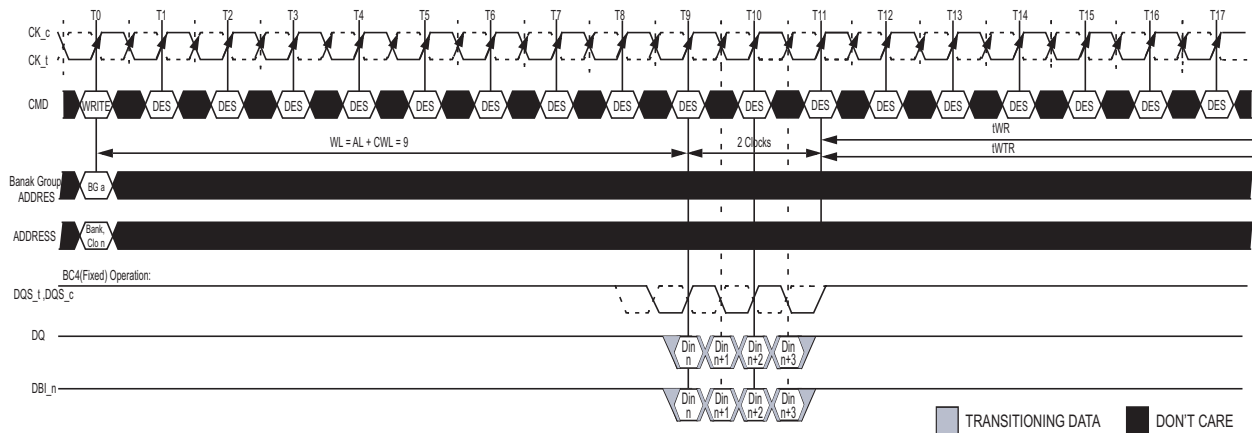 T0 T1 T2 T3 T4 T5 T6 T7 T8 T9 T10 T11 T12 T13 T14 T15 T16 T17
CK_c
CK_t
CMD WRITE DES DES DES DES DES DES DES DES DES DES DES DES DES DES DES DES DES
WL = AL + CWL = 9 2 Clocks tWR
tWTR
Banak Group
ADDRES
BG a
ADDRESS
Bank,
Clo n
BC4(Fixed) Operation:
DQS_t ,DQS_c
DQ
Din
n
Din
n+1
Din
n+2
Din
n+3
DBI_n
Din
n
Din
n+1
Din
n+2
Din
n+3
TRANSITIONING DATA DON'T CARE